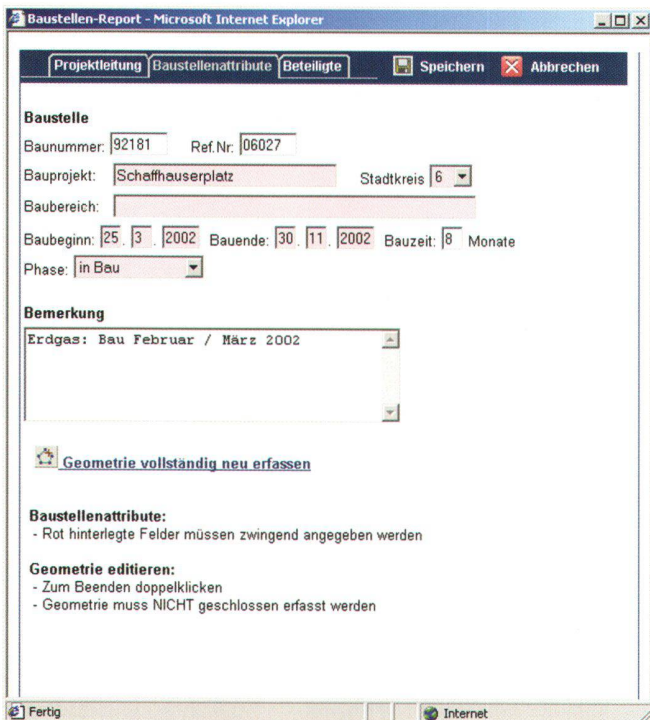 Baustellen-Report - Microsoft Internet Explorer
Projektleitung Baustellenattribute Beteiligte Speichern Abbrechen
Baustelle
Baunummer: 92181 Ref.Nr: 06027
Bauprojekt: Schaffhauserplatz Stadtkreis 6
Baubereich:
Baubeginn: 25 . 3 . 2002 Bauende: 30 . 11 . 2002 Bauzeit: 8 Monate
Phase: in Bau
Bemerkung
Erdgas: Bau Februar / März 2002
Geometrie vollständig neu erfassen
Baustellenattribute:
- Rot hinterlegte Felder müssen zwingend angegeben werden
Geometrie editieren:
- Zum Beenden doppelklicken
- Geometrie muss NICHT geschlossen erfasst werden
Fertig Internet